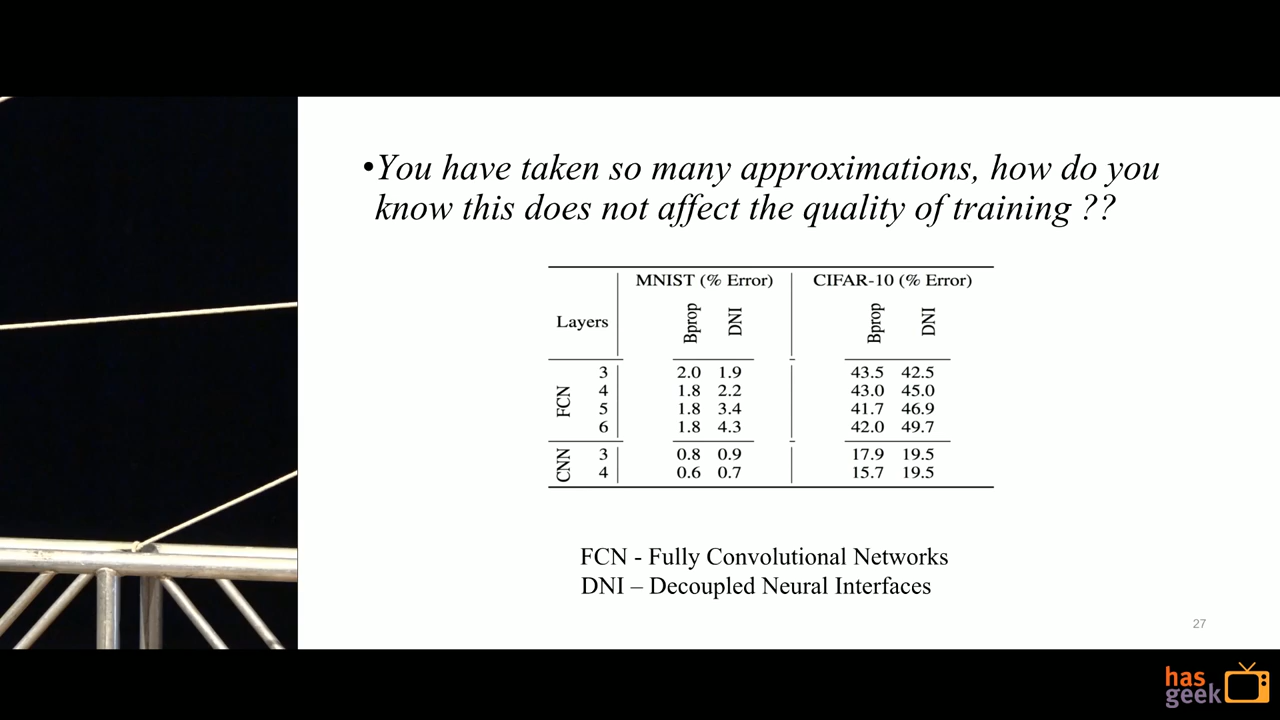 •You have taken so many approximations, how do you
know this does not affect the quality of training ??
MNIST (% Error) CIFAR-10 (% Error)
Layers Bprop DNI Bprop DNI
FCN
3 2.0 1.9 43.5 42.5
4 1.8 2.2 43.0 45.0
5 1.8 3.4 41.7 46.9
6 1.8 4.3 42.0 49.7
CNN
3 0.8 0.9 17.9 19.5
4 0.6 0.7 15.7 19.5
FCN - Fully Convolutional Networks
DNI – Decoupled Neural Interfaces
27
has
geek